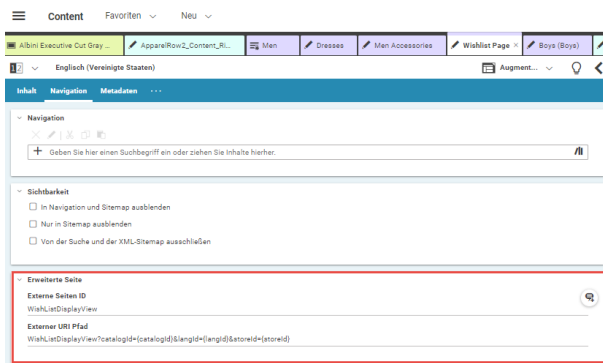 Content Favoriten Neu
Albini Executive Cut Gray ... ApparelRow2_Content_Ri... Men Dresses Men Accessories Wishlist Page × Boys (Boys)
Englisch (Vereinigte Staaten) Augment...
Inhalt Navigation Metadaten ...
Navigation
Geben Sie hier einen Suchbegriff ein oder ziehen Sie Inhalte hierher.
Sichtbarkeit
In Navigation und Sitemap ausblenden
Nur in Sitemap ausblenden
Von der Suche und der XML-Sitemap ausschließen
Erweiterte Seite
Externe Seiten ID
WishListDisplayView
Externer URI Pfad
WishListDisplayView?catalogId={catalogId}&langId={langId}&storeId={storeId}